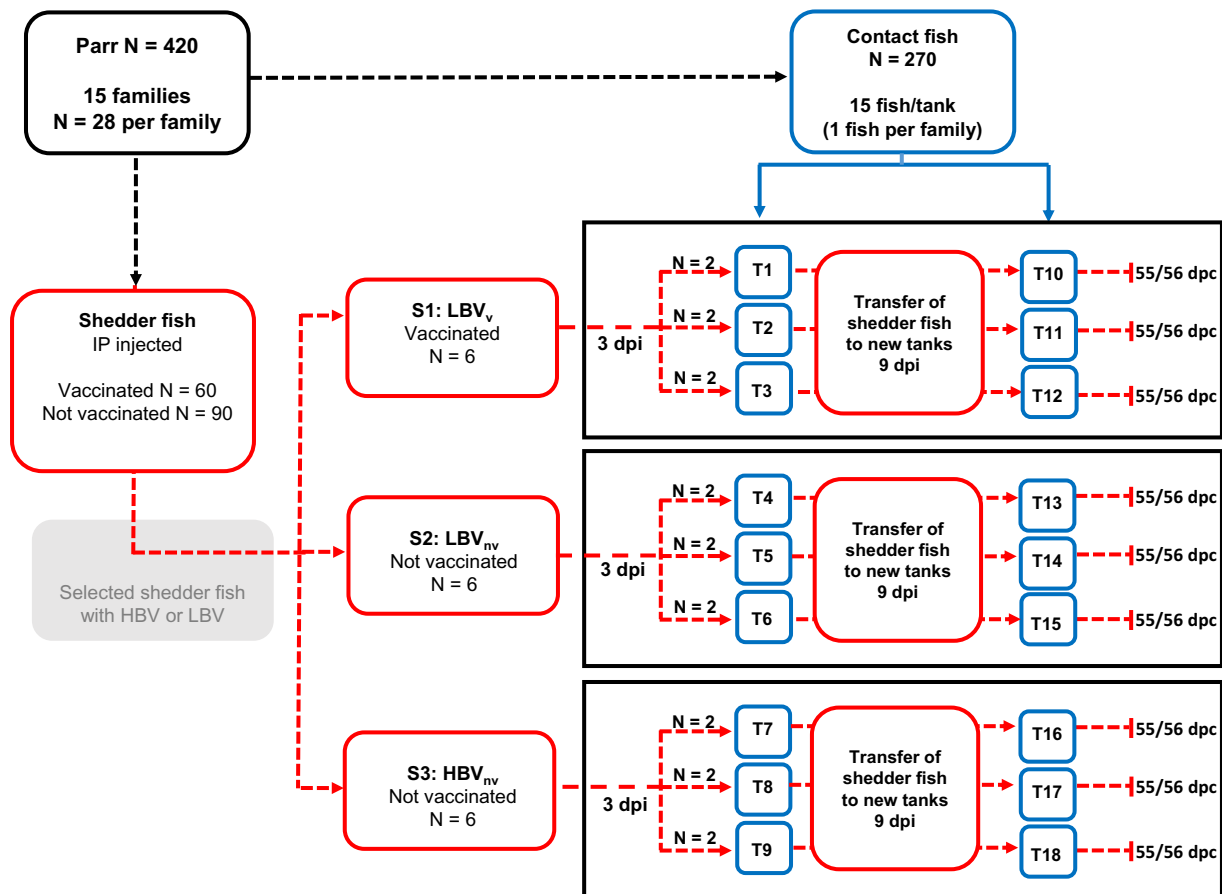 Parr N = 420
15 families
N = 28 per family
Contact fish
N = 270
15 fish/tank
(1 fish per family)
Shedder fish
IP injected
Vaccinated N = 60
Not vaccinated N = 90
Selected shedder fish
with HBV or LBV
S1: LBVv
Vaccinated
N = 6
3 dpi
N = 2
N = 2
N = 2
T1
T2
T3
Transfer of
shedder fish
to new tanks
9 dpi
T10
T11
T12
55/56 dpc
55/56 dpc
55/56 dpc
S2: LBVnv
Not vaccinated
N = 6
3 dpi
N = 2
N = 2
N = 2
T4
T5
T6
Transfer of
shedder fish
to new tanks
9 dpi
T13
T14
T15
55/56 dpc
55/56 dpc
55/56 dpc
S3: HBVnv
Not vaccinated
N = 6
3 dpi
N = 2
N = 2
N = 2
T7
T8
T9
Transfer of
shedder fish
to new tanks
9 dpi
T16
T17
T18
55/56 dpc
55/56 dpc
55/56 dpc